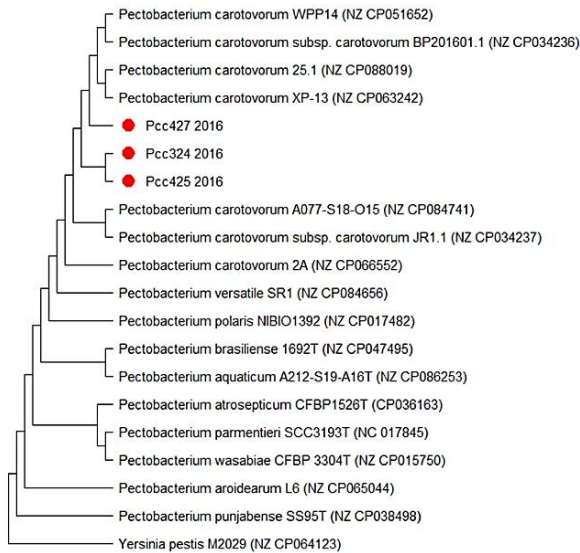 Pectobacterium carotovorum WPP14 (NZ CP051652)
Pectobacterium carotovorum subsp. carotovorum BP201601.1 (NZ CP034236)
Pectobacterium carotovorum 25.1 (NZ CP088019)
Pectobacterium carotovorum XP-13 (NZ CP063242)
Pcc427 2016
Pcc324 2016
Pcc425 2016
Pectobacterium carotovorum A077-S18-O15 (NZ CP084741)
Pectobacterium carotovorum subsp. carotovorum JR1.1 (NZ CP034237)
Pectobacterium carotovorum 2A (NZ CP066552)
Pectobacterium versatile SR1 (NZ CP084656)
Pectobacterium polaris NIBIO1392 (NZ CP017482)
Pectobacterium brasiliense 1692T (NZ CP047495)
Pectobacterium aquaticum A212-S19-A16T (NZ CP086253)
Pectobacterium atrosepticum CFBP1526T (CP036163)
Pectobacterium parmentieri SCC3193T (NC 017845)
Pectobacterium wasabiae CFBP 3304T (NZ CP015750)
Pectobacterium aroidearum L6 (NZ CP065044)
Pectobacterium punjabense SS95T (NZ CP038498)
Yersinia pestis M2029 (NZ CP064123)